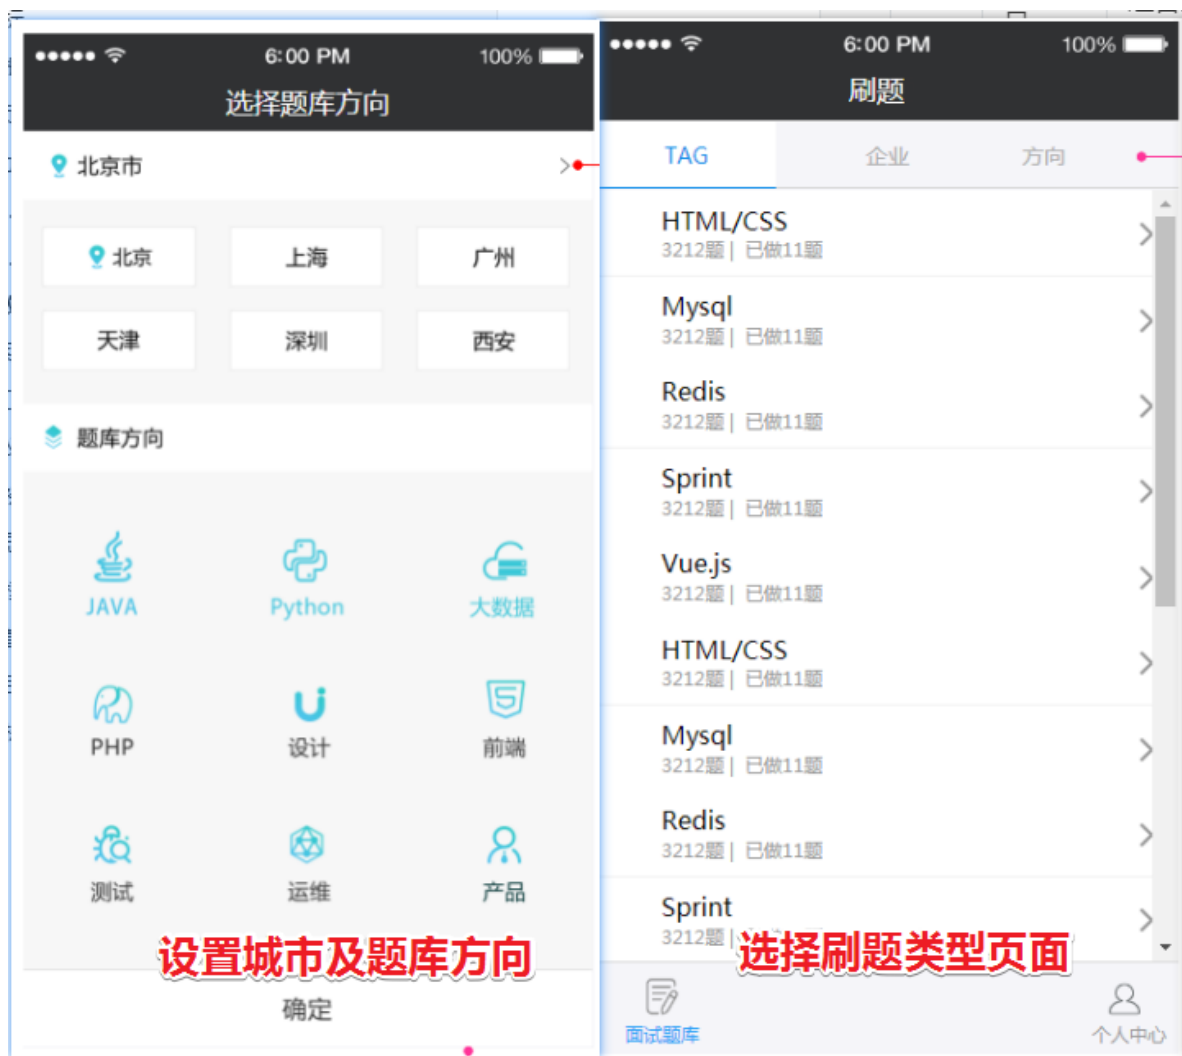 6:00 PM
100%
选择题库方向
北京市
北京
上海
广州
天津
深圳
西安
题库方向
JAVA
Python
大数据
PHP
设计
前端
测试
运维
产品
设置城市及题库方向
确定
6:00 PM
100%
刷题
TAG
企业
方向
HTML/CSS
3212题 | 已做11题
Mysql
3212题 | 已做11题
Redis
3212题 | 已做11题
Sprint
3212题 | 已做11题
Vue.js
3212题 | 已做11题
HTML/CSS
3212题 | 已做11题
Mysql
3212题 | 已做11题
Redis
3212题 | 已做11题
Sprint
3212题 |
选择刷题类型页面
面试题库
个人中心